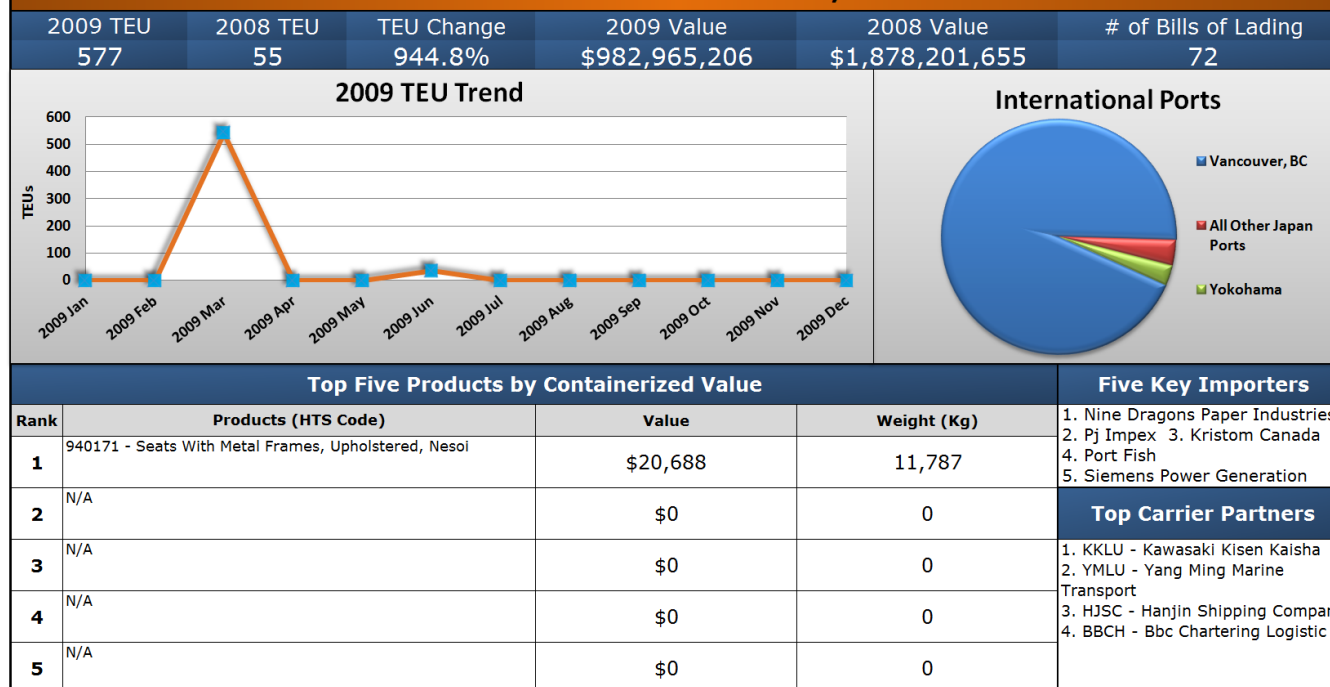 2009 TEU 2008 TEU TEU Change 2009 Value 2008 Value # of Bills of Lading
577 55 944.8% $982,965,206 $1,878,201,655 72
2009 TEU Trend
600
500
400
300
200
100
0
TEUs
2009 Jan 2009 Feb 2009 Mar 2009 Apr 2009 May 2009 Jun 2009 Jul 2009 Aug 2009 Sep 2009 Oct 2009 Nov 2009 Dec
International Ports
Vancouver, BC
All Other Japan
Ports
Yokohama
Top Five Products by Containerized Value
Rank Products (HTS Code) Value Weight (Kg)
1 940171 - Seats With Metal Frames, Upholstered, Nesoi $20,688 11,787
2 N/A $0 0
3 N/A $0 0
4 N/A $0 0
5 N/A $0 0
Five Key Importers
1. Nine Dragons Paper Industries
2. Pj Impex 3. Kristom Canada
4. Port Fish
5. Siemens Power Generation
Top Carrier Partners
1. KKLU - Kawasaki Kisen Kaisha
2. YMLU - Yang Ming Marine
Transport
3. HJSC - Hanjin Shipping Compan
4. BBCH - Bbc Chartering Logistic